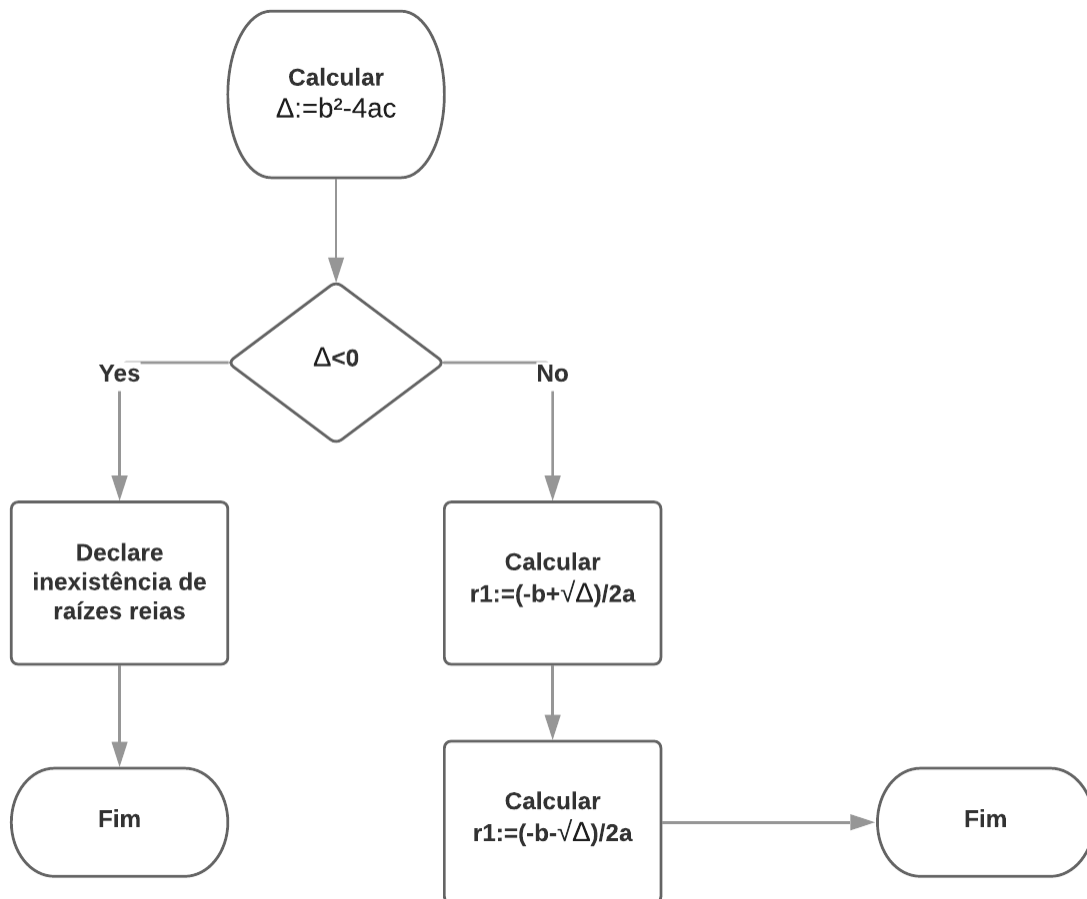 Calcular
Δ:=b²-4ac
Δ<0
Yes
No
Declare
inexistência de
raízes reias
Calcular
r1:=(-b+√Δ)/2a
Fim
Calcular
r1:=(-b-√Δ)/2a
Fim